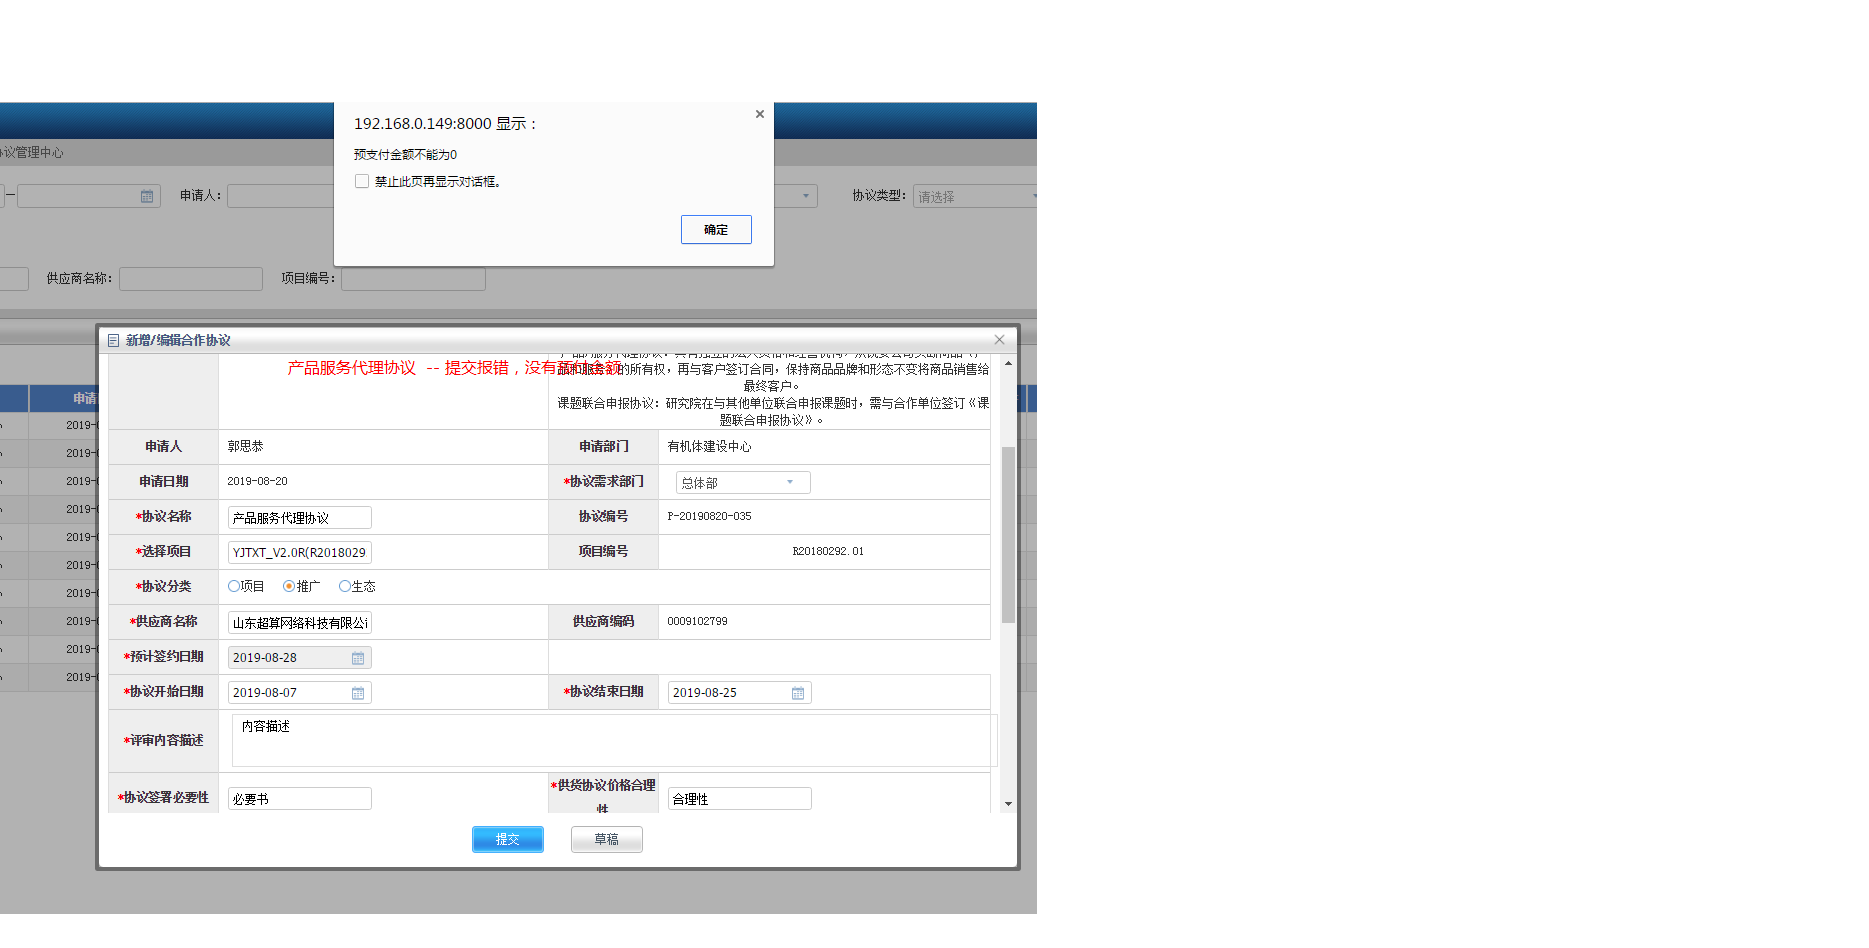 192.168.0.149:8000 显示：
预支付金额不能为0
禁止此页再显示对话框。
确定
议管理中心
—
申请人：
协议类型：
请选择
供应商名称：
项目编号：
新增/编辑合作协议
产品服务代理协议 -- 提交报错，没有预付金额
的所有权，再与客户签订合同，保持商品品牌和形态不变将商品销售给
最终客户。
课题联合申报协议：研究院在与其他单位联合申报课题时，需与合作单位签订《课
题联合申报协议》。
申请人 郭思恭 申请部门 有机体建设中心
申请日期 2019-08-20 *协议需求部门 总体部
*协议名称 产品服务代理协议 协议编号 P-20190820-035
*选择项目 YJTXT_V2.0R(R2018029 项目编号 R20180292.01
*协议分类 项目 推广 生态
*供应商名称 山东超算网络科技有限公 供应商编码 0009102799
*预计签约日期 2019-08-28
*协议开始日期 2019-08-07 *协议结束日期 2019-08-25
*评审内容描述 内容描述
*协议签署必要性 必要书 *供货协议价格合理
性 合理性
提交 草稿
申请
2019-0
2019-0
2019-0
2019-0
2019-0
2019-0
2019-0
2019-0
2019-0
2019-0